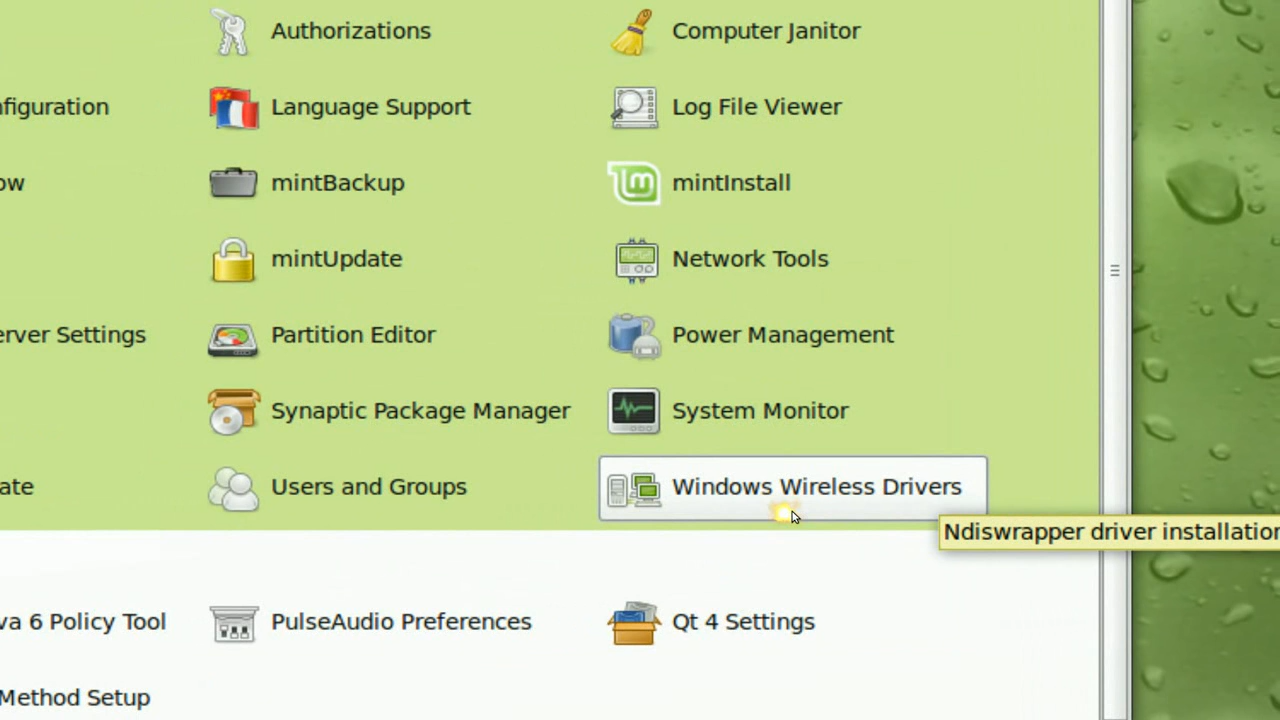 Authorizations
Computer Janitor
nfiguration
Language Support
Log File Viewer
ow
mintBackup
mintInstall
mintUpdate
Network Tools
erver Settings
Partition Editor
Power Management
Synaptic Package Manager
System Monitor
ate
Users and Groups
Windows Wireless Drivers
Ndiswrapper driver installation
va 6 Policy Tool
PulseAudio Preferences
Qt 4 Settings
Method Setup